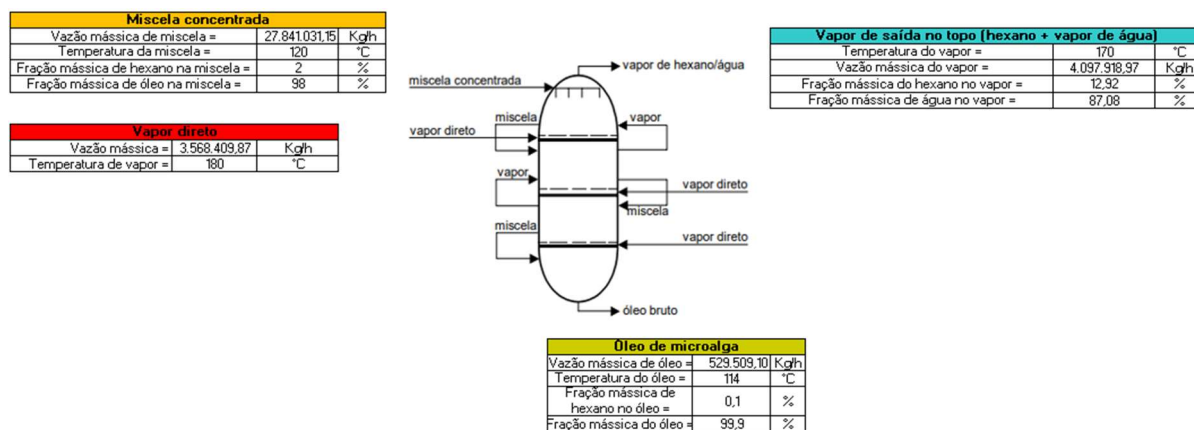 Miscela concentrada
Vazão mássica de miscela = 27.841.031,15 Kg/h
Temperatura da miscela = 120 °C
Fração mássica de hexano na miscela = 2 %
Fração mássica de óleo na miscela = 98 %
Vapor direto
Vazão mássica = 3.568.409,87 Kg/h
Temperatura de vapor = 180 °C
vapor de hexano/água
miscela concentrada
miscela
vapor
vapor direto
vapor
vapor direto
miscela
miscela
vapor direto
óleo bruto
Vapor de saída no topo (hexano + vapor de água)
Temperatura do vapor = 170 °C
Vazão mássica do vapor = 4.097.918,97 Kg/h
Fração mássica do hexano no vapor = 12,92 %
Fração mássica de água no vapor = 87,08 %
Óleo de microalga
Vazão mássica de óleo = 529.509,10 Kg/h
Temperatura do óleo = 114 °C
Fração mássica de
hexano no óleo = 0,1 %
Fração mássica do óleo = 99,9 %